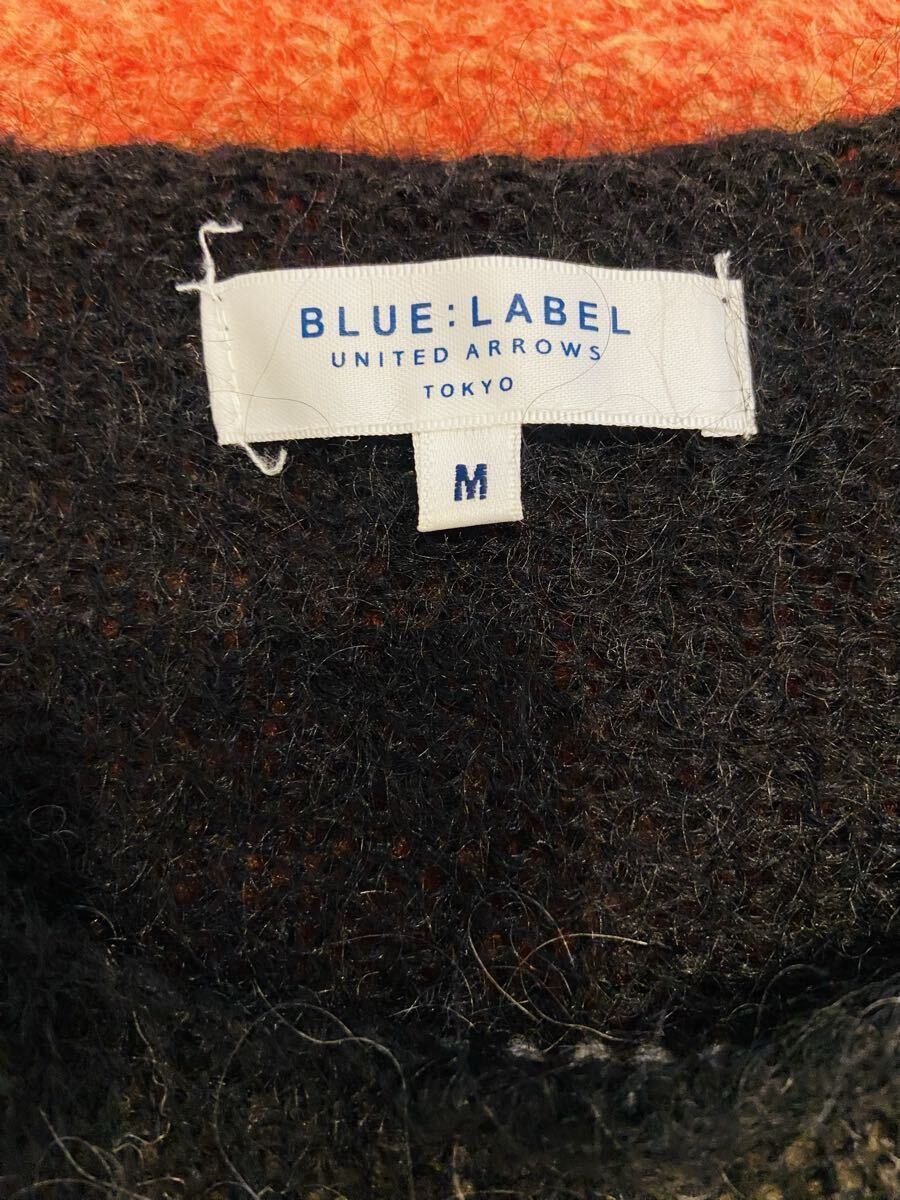 BLUE:LABEL
UNITED ARROWS
TOKYO
M